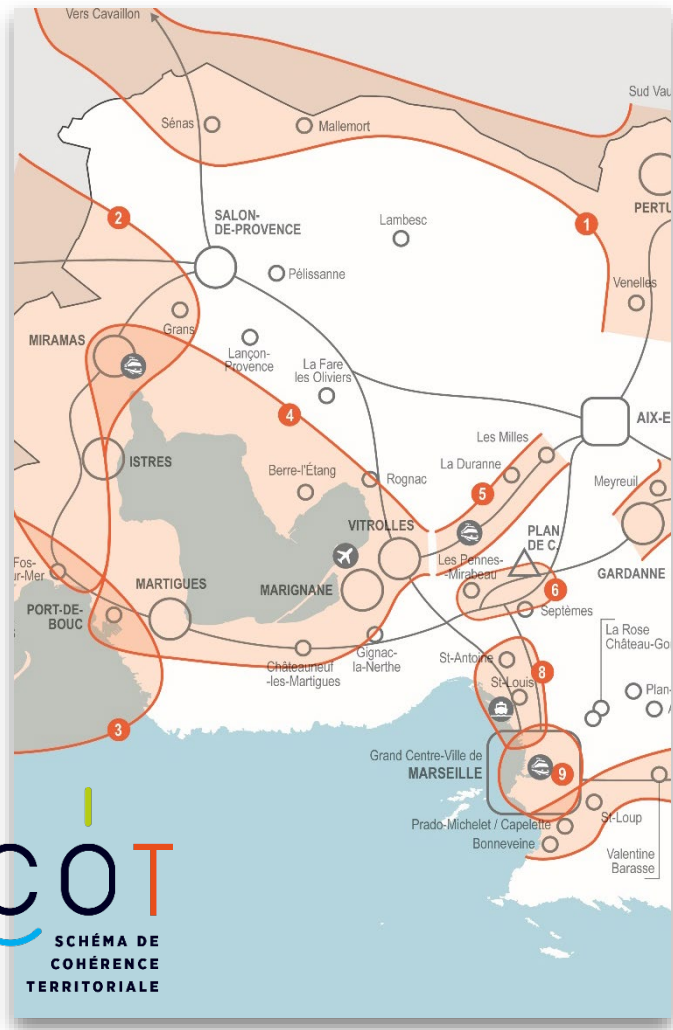 Vers Cavaillon
Sud Vau
Sénas
Mallemort
PERTU
2
SALON-
DE-PROVENCE
Lambesc
1
Pélissanne
Venelles
Grans
MIRAMAS
Lançon-
Provence
La Fare
les Oliviers
4
AIX-E
Les Milles
ISTRES
La Duranne
Berre-l'Étang
Rognac
Meyreuil
5
VITROLLES
PLAN
DE C.
Les Pennes-
Mirabeau
GARDANNE
Fos-
ur-Mer
MARTIGUES
MARIGNANE
6
PORT-DE-
BOUC
Septèmes
La Rose
Château-Go
Châteauneuf
-les-Martigues
Gignac-
la-Nerthe
St-Antoine
8
St-Louis
Plan-
A
3
Grand Centre-Ville de
MARSEILLE
9
Prado-Michelet / Capelette
St-Loup
Bonneveine
Valentine
Barasse
COT
SCHÉMA DE
COHÉRENCE
TERRITORIALE